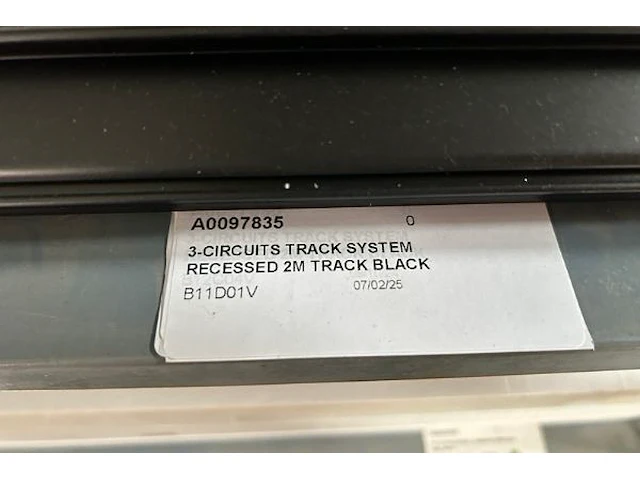 A0097835 0
3-CIRCUITS TRACK SYSTEM
RECESSED 2M TRACK BLACK
B11D01V 07/02/25